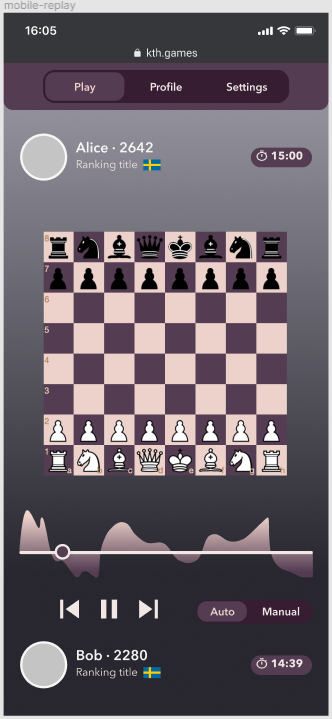 mobile-replay
16:05
kth.games
Play Profile Settings
Alice · 2642
Ranking title
15:00
8
7
6
5
4
3
2
1 a c d e g h
Auto Manual
Bob · 2280
Ranking title
14:39